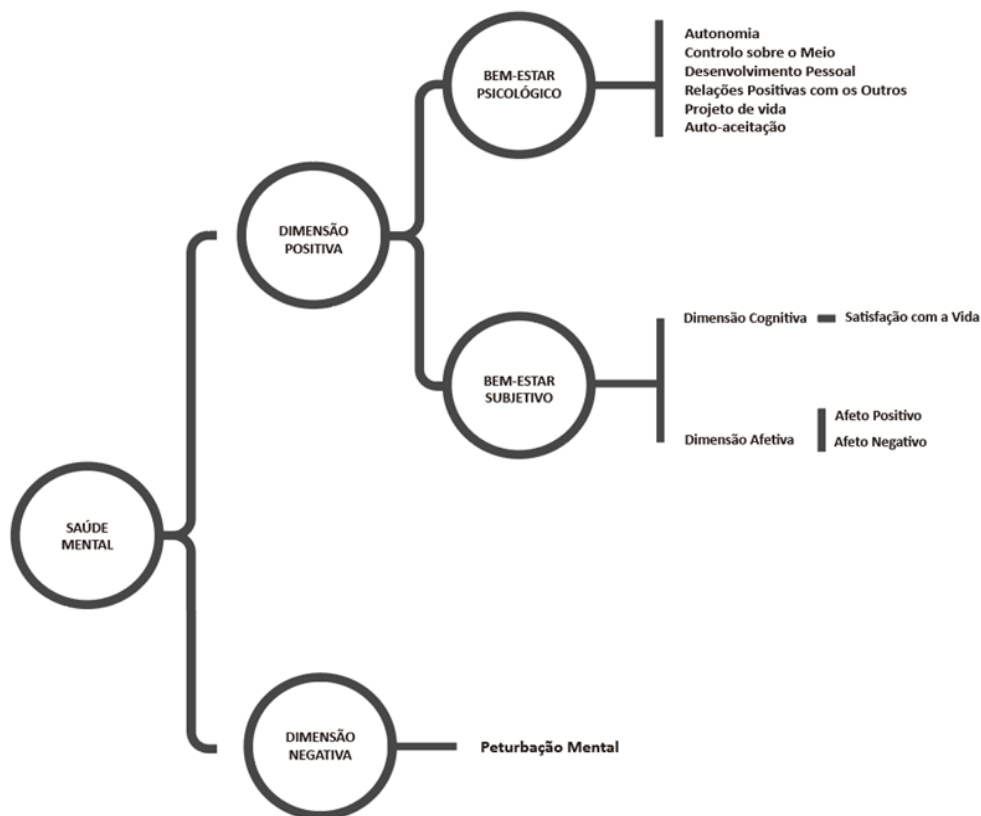 BEM-ESTAR
PSICOLÓGICO
Autonomia
Controlo sobre o Meio
Desenvolvimento Pessoal
Relações Positivas com os Outros
Projeto de vida
Auto-aceitação
DIMENSÃO
POSITIVA
BEM-ESTAR
SUBJETIVO
Dimensão Cognitiva
Satisfação com a Vida
Dimensão Afetiva
Afeto Positivo
Afeto Negativo
SAÚDE
MENTAL
DIMENSÃO
NEGATIVA
Peturbação Mental